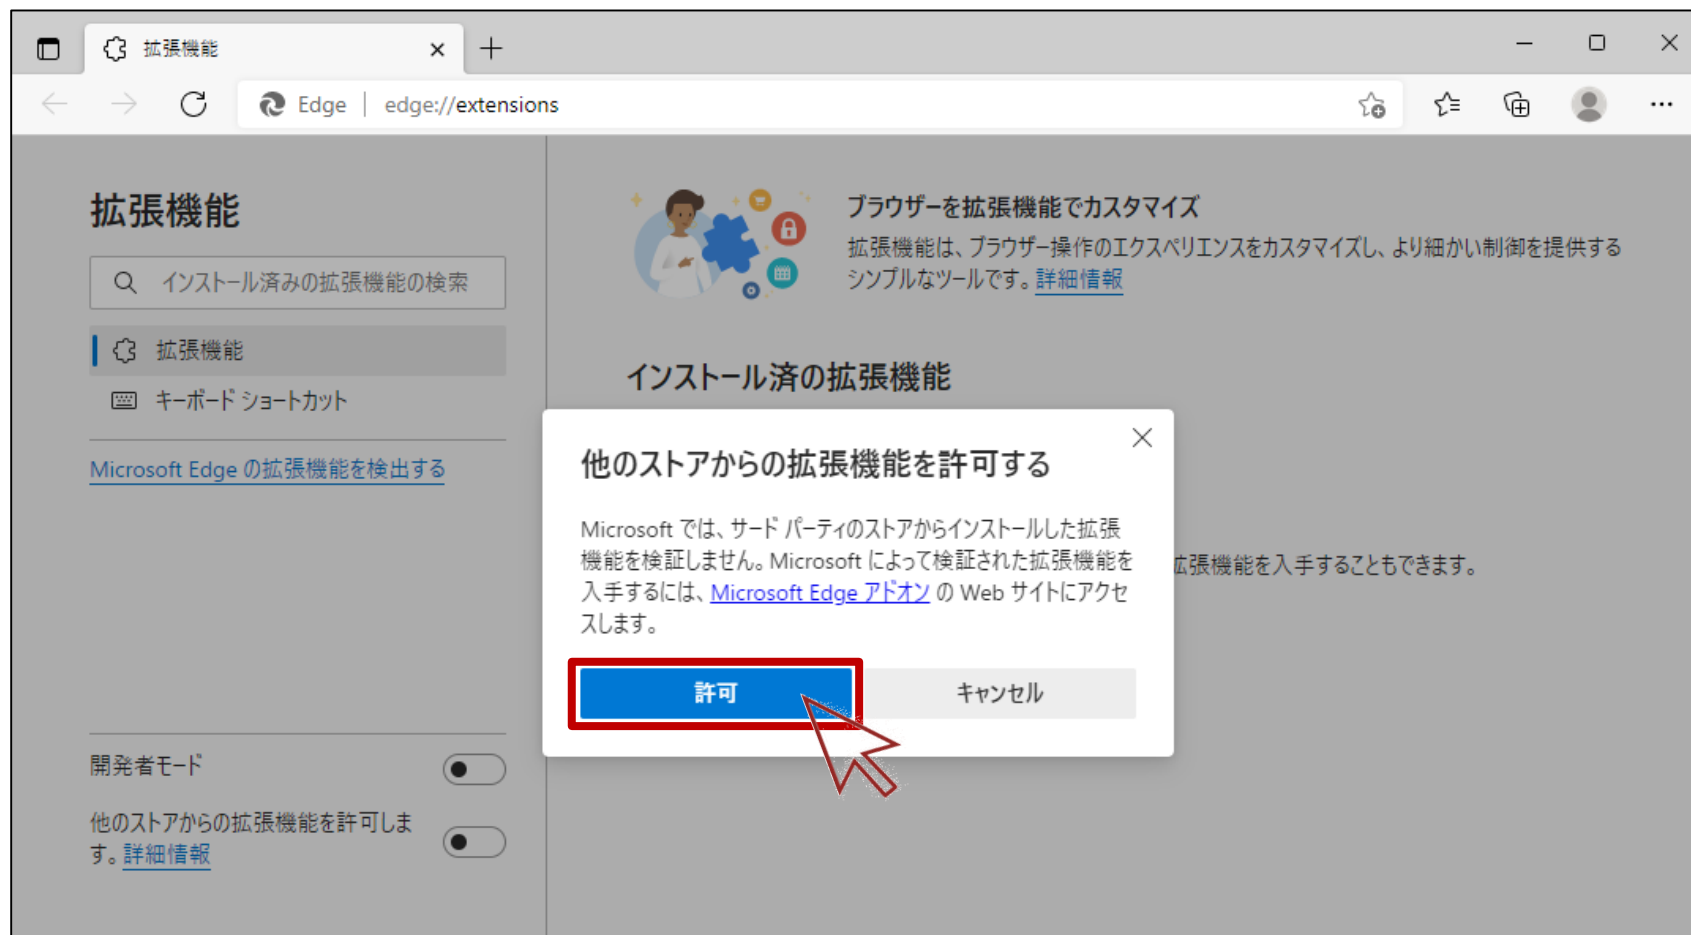 拡張機能
Edge
edge://extensions
拡張機能
インストール済みの拡張機能の検索
拡張機能
キーボード ショートカット
Microsoft Edge の拡張機能を検出する
開発者モード
他のストアからの拡張機能を許可しま
す。詳細情報
ブラウザーを拡張機能でカスタマイズ
拡張機能は、ブラウザー操作のエクスペリエンスをカスタマイズし、より細かい制御を提供する
シンプルなツールです。詳細情報
インストール済の拡張機能
拡張機能を入手することもできます。
他のストアからの拡張機能を許可する
Microsoft では、サード パーティのストアからインストールした拡張
機能を検証しません。Microsoft によって検証された拡張機能を
入手するには、Microsoft Edge アドオン の Web サイトにアクセ
スします。
許可
キャンセル